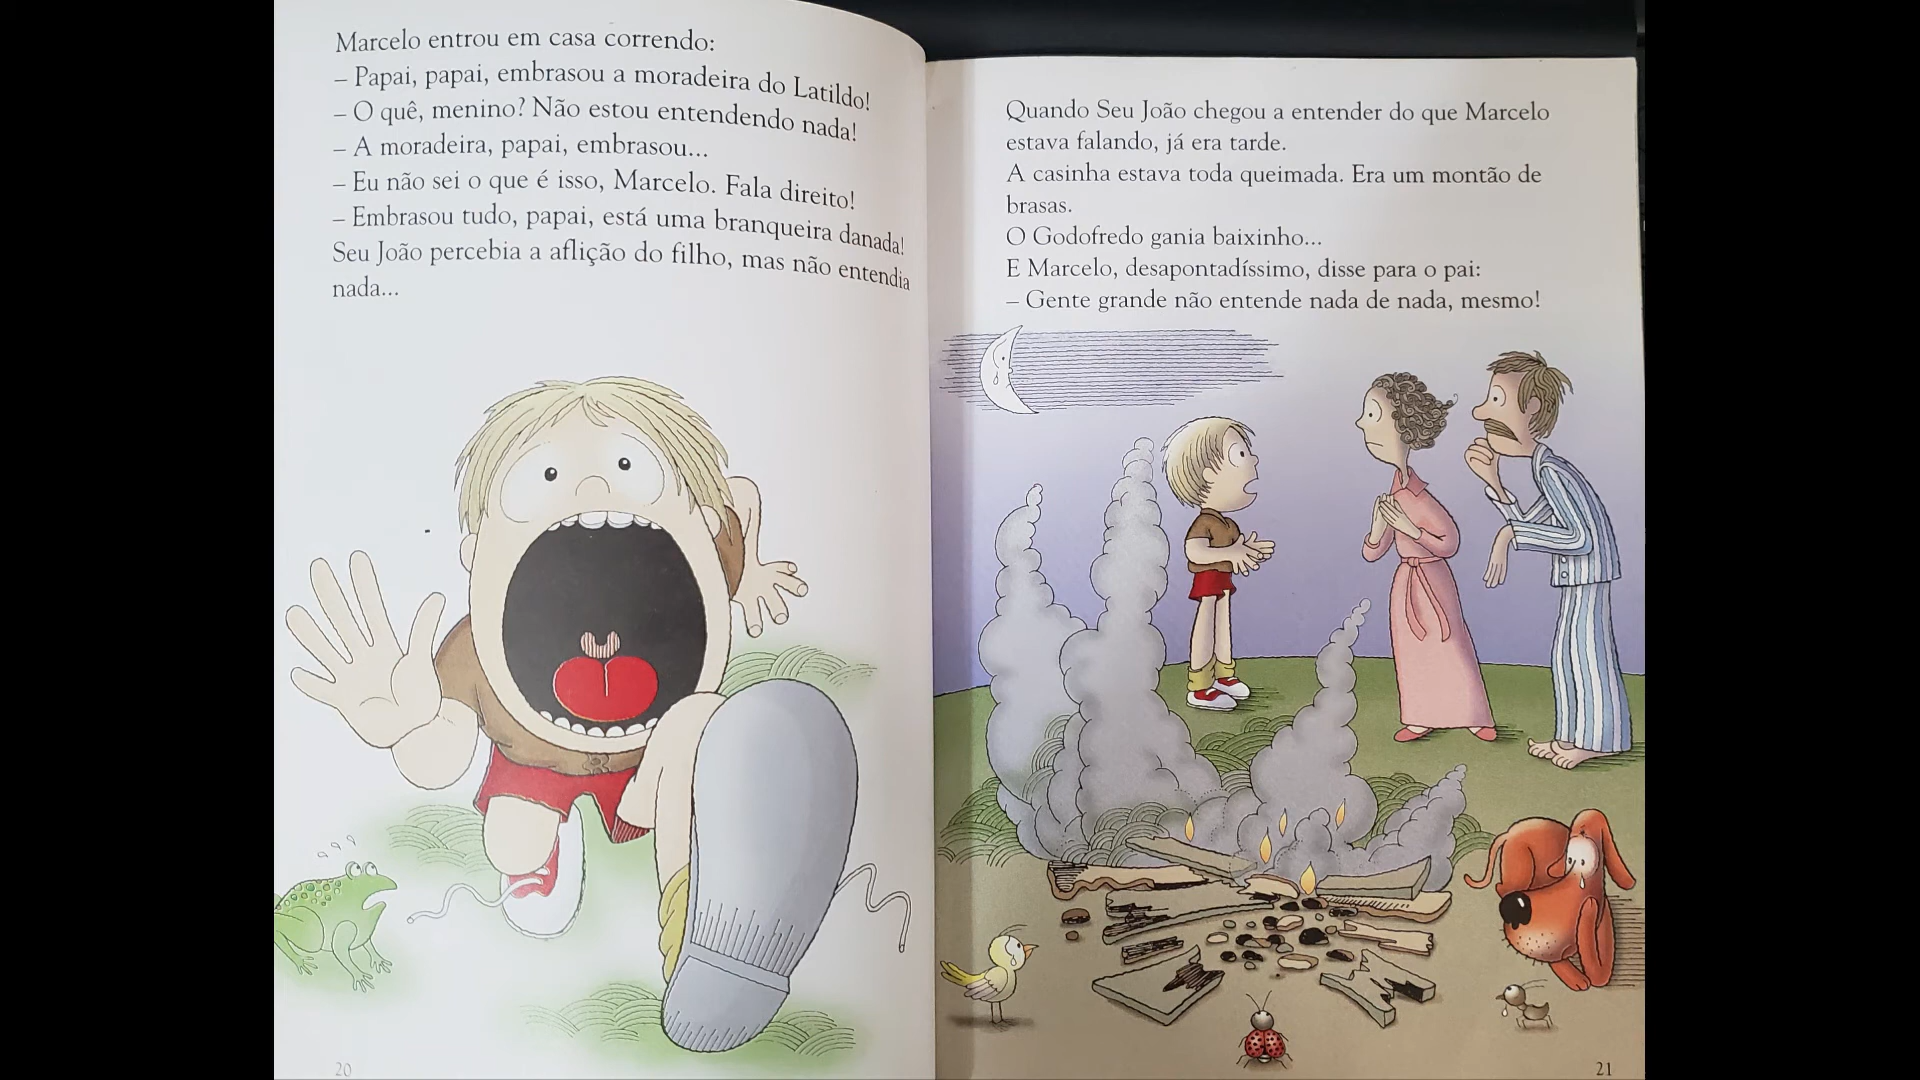 Marcelo entrou em casa correndo:
– Papai, papai, embrasou a moradeira do Latildo!
– O quê, menino? Não estou entendendo nada!
– A moradeira, papai, embrasou...
– Eu não sei o que é isso, Marcelo. Fala direito!
– Embrasou tudo, papai, está uma branqueira danada!
Seu João percebia a aflição do filho, mas não entendia
nada...
20
Quando Seu João chegou a entender do que Marcelo
estava falando, já era tarde.
A casinha estava toda queimada. Era um montão de
brasas.
O Godofredo gania baixinho...
E Marcelo, desapontadíssimo, disse para o pai:
– Gente grande não entende nada de nada, mesmo!
21